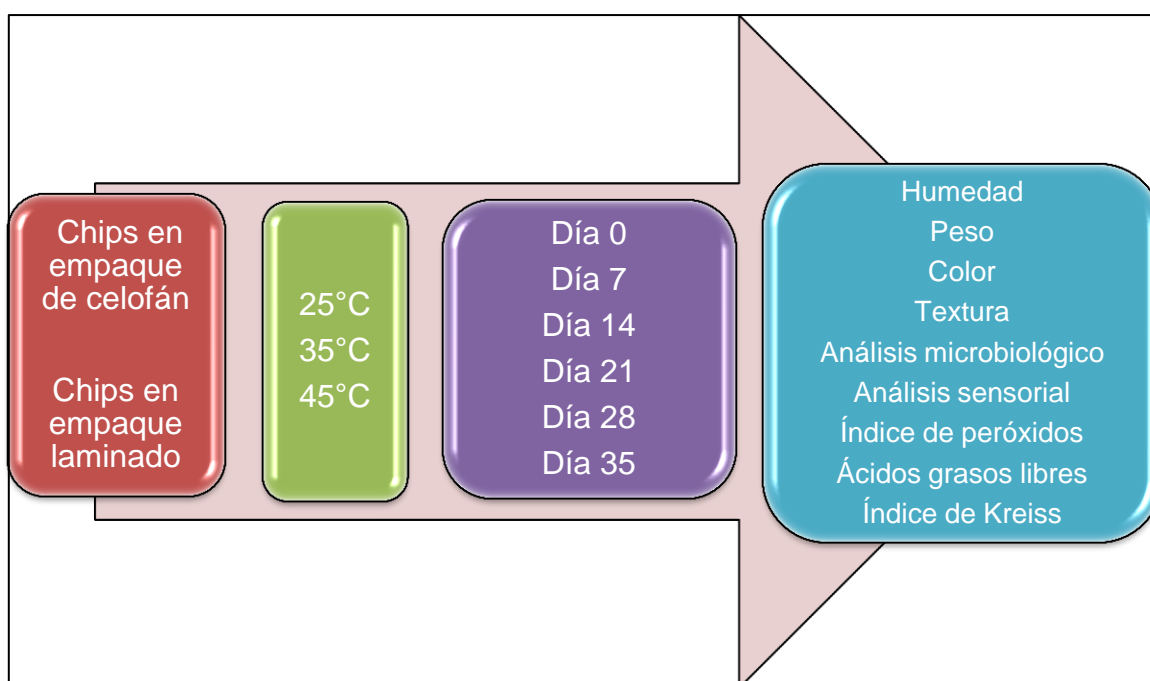 Chips en
empaque
de celofán
Chips en
empaque
laminado
25°C
35°C
45°C
Día 0
Día 7
Día 14
Día 21
Día 28
Día 35
Humedad
Peso
Color
Textura
Análisis microbiológico
Análisis sensorial
Índice de peróxidos
Ácidos grasos libres
Índice de Kreiss